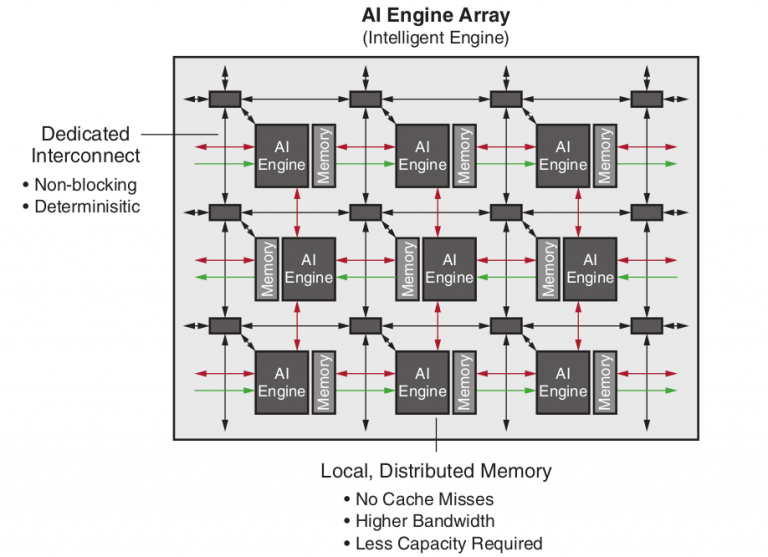 AI Engine Array
(Intelligent Engine)
Dedicated
Interconnect
• Non-blocking
• Determinisitic
AI
Engine
Memory
AI
Engine
Memory
AI
Engine
Memory
Memory
AI
Engine
Memory
AI
Engine
Memory
AI
Engine
AI
Engine
Memory
AI
Engine
Memory
AI
Engine
Memory
Local, Distributed Memory
• No Cache Misses
• Higher Bandwidth
• Less Capacity Required